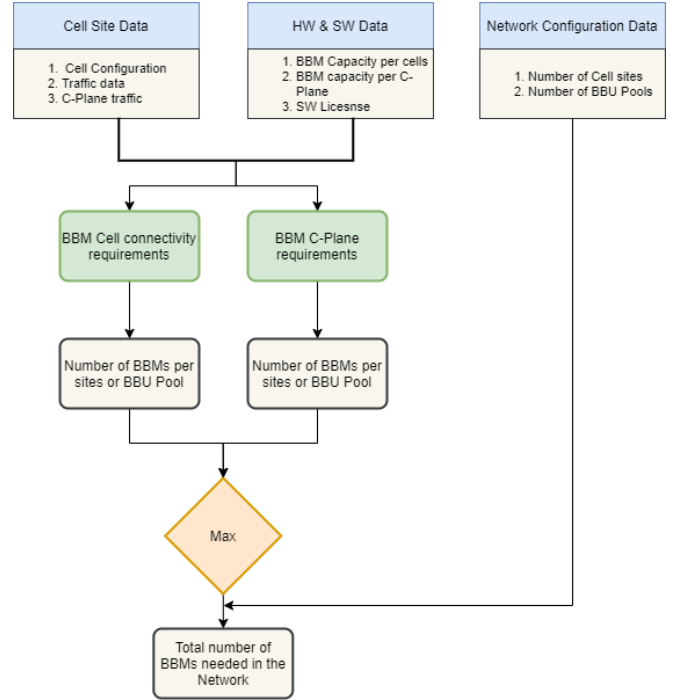 Cell Site Data
1. Cell Configuration
2. Traffic data
3. C-Plane traffic
HW & SW Data
1. BBM Capacity per cells
2. BBM capacity per C-
Plane
3. SW Licesnse
Network Configuration Data
1. Number of Cell sites
2. Number of BBU Pools
BBM Cell connectivity
requirements
BBM C-Plane
requirements
Number of BBMs per
sites or BBU Pool
Number of BBMs per
sites or BBU Pool
Max
Total number of
BBMs needed in the
Network